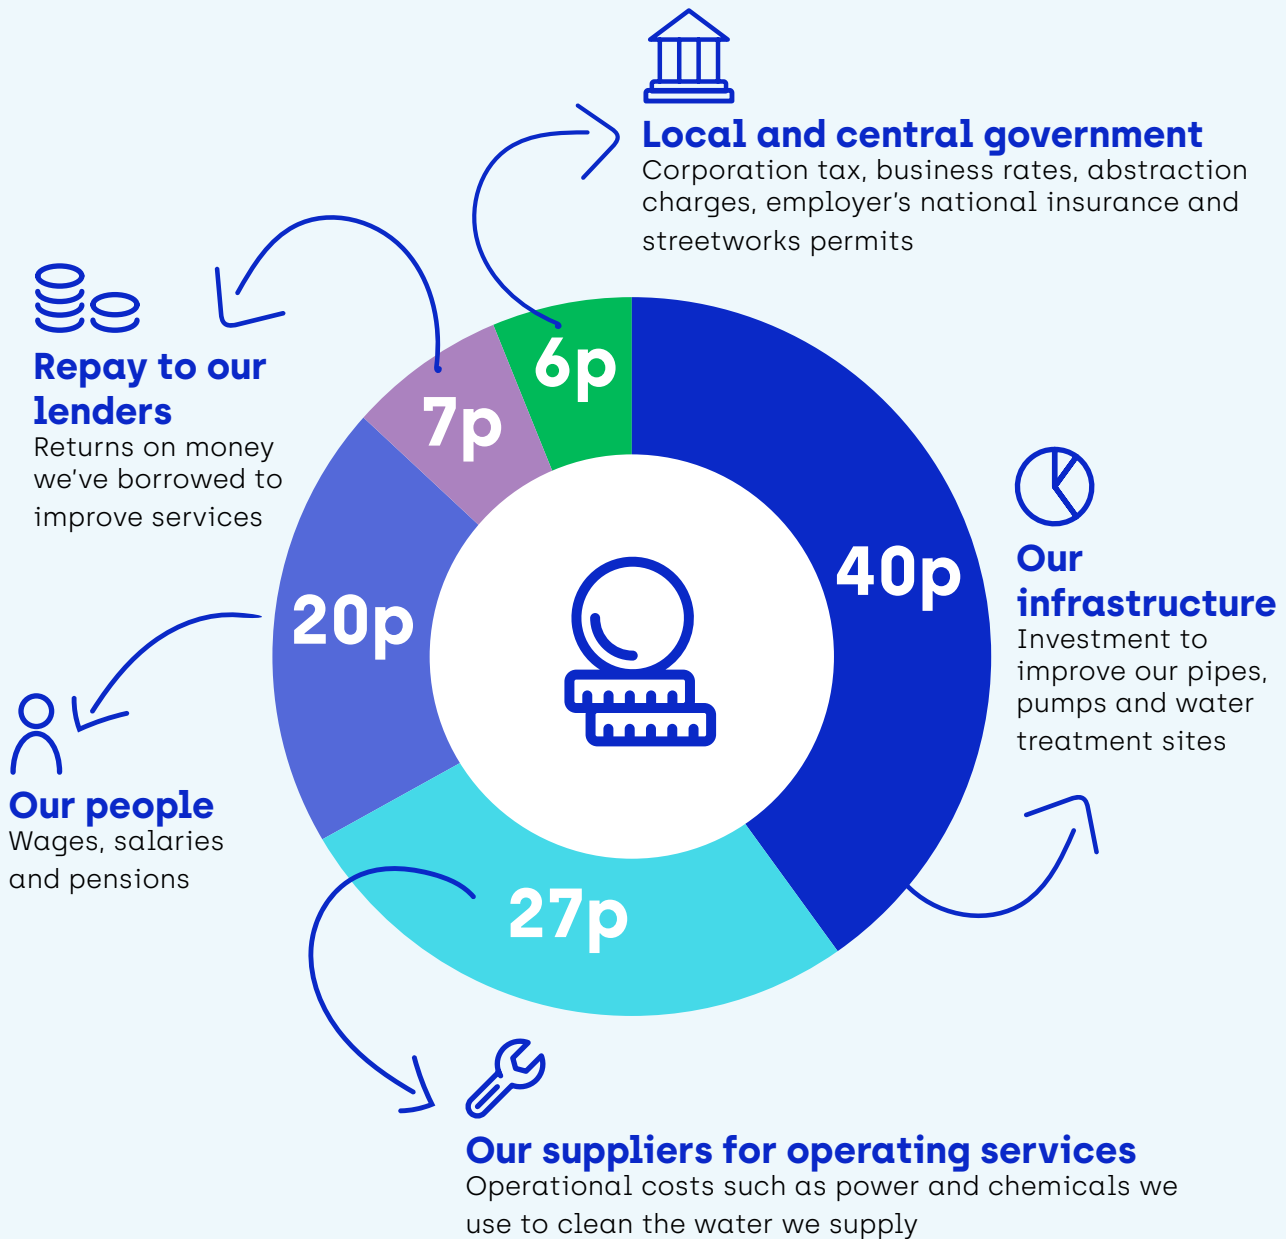 Local and central government
Corporation tax, business rates, abstraction
charges, employer’s national insurance and
streetworks permits
Repay to our
lenders
Returns on money
we’ve borrowed to
improve services
6p
7p
40p
20p
27p
Our
infrastructure
Investment to
improve our pipes,
pumps and water
treatment sites
Our people
Wages, salaries
and pensions
Our suppliers for operating services
Operational costs such as power and chemicals we
use to clean the water we supply